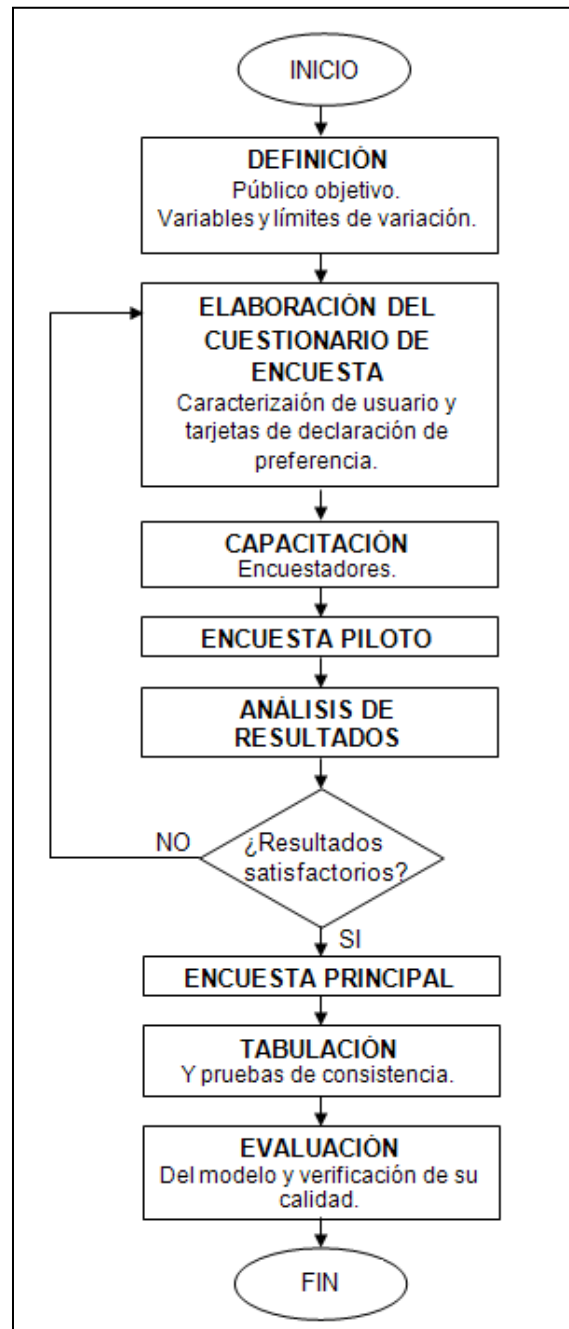 INICIO
DEFINICIÓN
Público objetivo.
Variables y límites de variación.
ELABORACIÓN DEL
CUESTIONARIO DE
ENCUESTA
Caracterizaión de usuario y
tarjetas de declaración de
preferencia.
CAPACITACIÓN
Encuestadores.
ENCUESTA PILOTO
ANÁLISIS DE
RESULTADOS
NO
¿Resultados
satisfactorios?
SI
ENCUESTA PRINCIPAL
TABULACIÓN
Y pruebas de consistencia.
EVALUACIÓN
Del modelo y verificación de su
calidad.
FIN